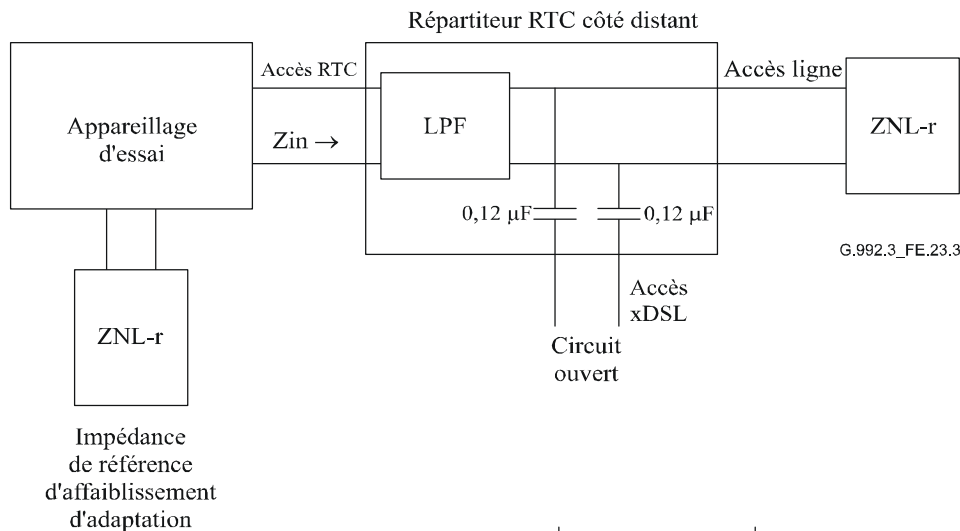 Répartiteur RTC côté distant
Accès RTC
Accès ligne
Appareillage
d'essai
LPF
ZNL-r
Zin →
0,12 µF
0,12 µF
G.992.3_FE.23.3
ZNL-r
Accès
xDSL
Circuit
ouvert
Impédance
de référence
d'affaiblissement
d'adaptation